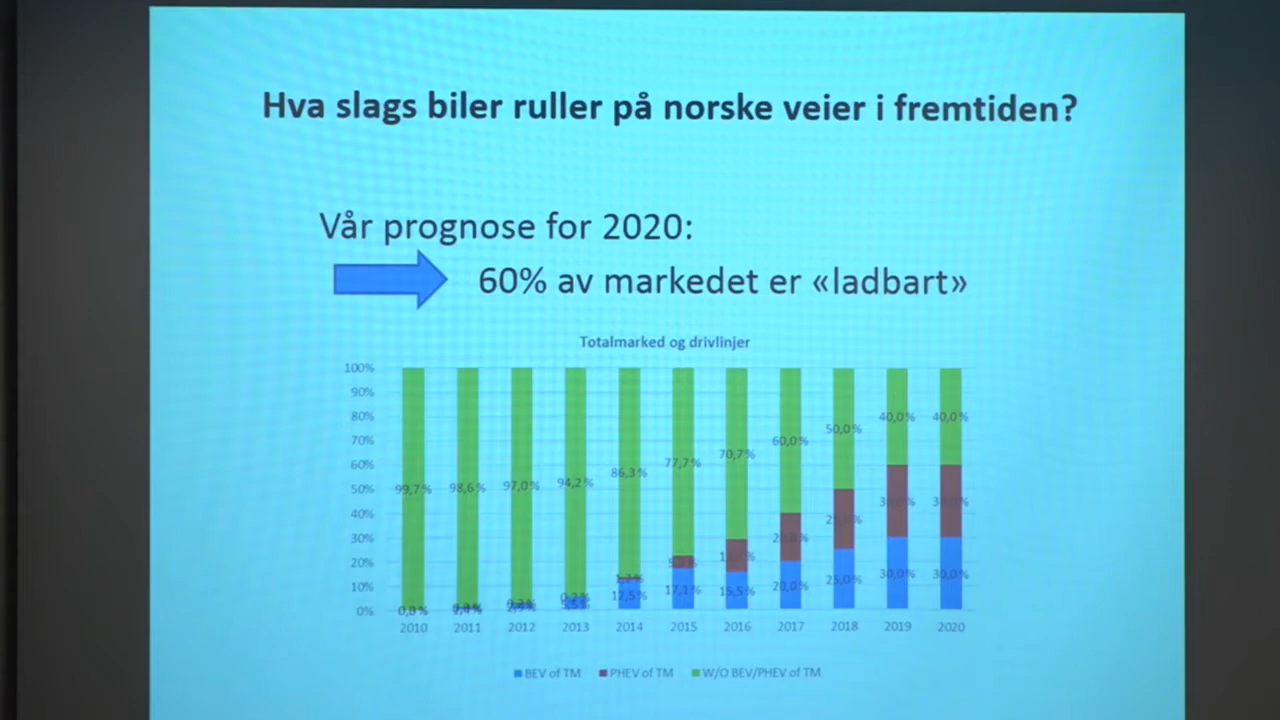 Hva slags biler ruller på norske veier i fremtiden?
Vår prognose for 2020:
60% av markedet er «ladbart»
Totalmarked og drivlinjer
100%
90%
80%
70%
60%
50%
40%
30%
20%
10%
0%
99,7% 98,6% 97,0% 94,2% 86,3% 77,7% 70,7% 60,0% 50,0% 40,0% 40,0%
12,5% 17,1% 15,5% 20,0% 25,0% 30,0% 30,0%
2010 2011 2012 2013 2014 2015 2016 2017 2018 2019 2020
BEV of TM PHEV of TM W/O BEV/PHEV of TM